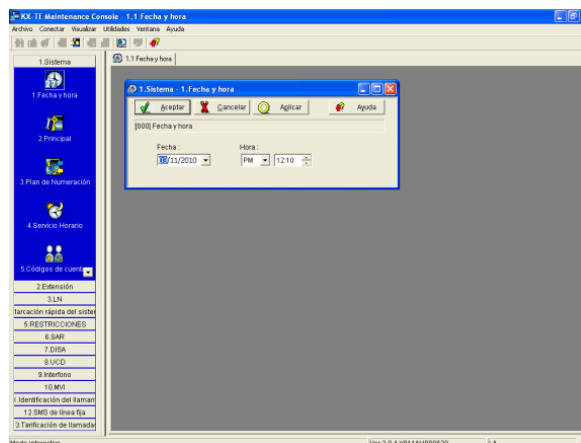 KX-TE Maintenance Console - 1.1 Fecha y hora
Archivo Conectar Visualizar Utilidades Ventana Ayuda
1.Sistema
1.1 Fecha y hora
1.Fecha y hora
2.Principal
3.Plan de Numeración
4.Servicio Horario
5.Códigos de cuenta
2.Extensión
3.LN
Marcación rápida del sister
5.RESTRICCIONES
6.SAR
7.DISA
8.UCD
9.Interfono
10.MVI
I.Identificación del llaman
12.SMS de línea fija
3.Tarificación de llamada
1.Sistema - 1.Fecha y hora
Aceptar Cancelar Aplicar Ayuda
[000] Fecha y hora
Fecha : Hora :
/11/2010 PM 12:10
Modo interactivo